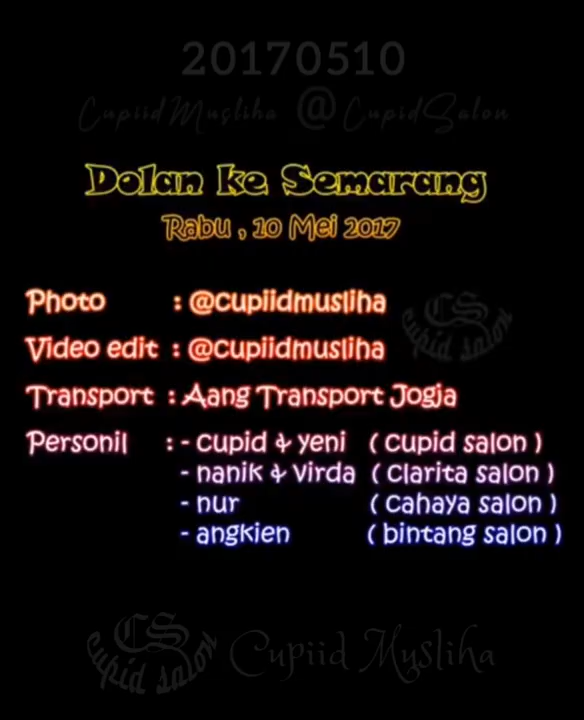 20170510
Cupiid Musliha @ CupidSalon
Dolan ke Semarang
Rabu , 10 Mei 2017
Photo : @cupiidmusliha
CS
cupid salon
Video edit : @cupiidmusliha
Transport : Aang Transport Jogja
Personil : - cupid & yeni ( cupid salon )
- nanik & virda ( clarita salon )
- nur ( cahaya salon )
- angkien ( bintang salon )
CS
cupid salon
Cupiid Musliha